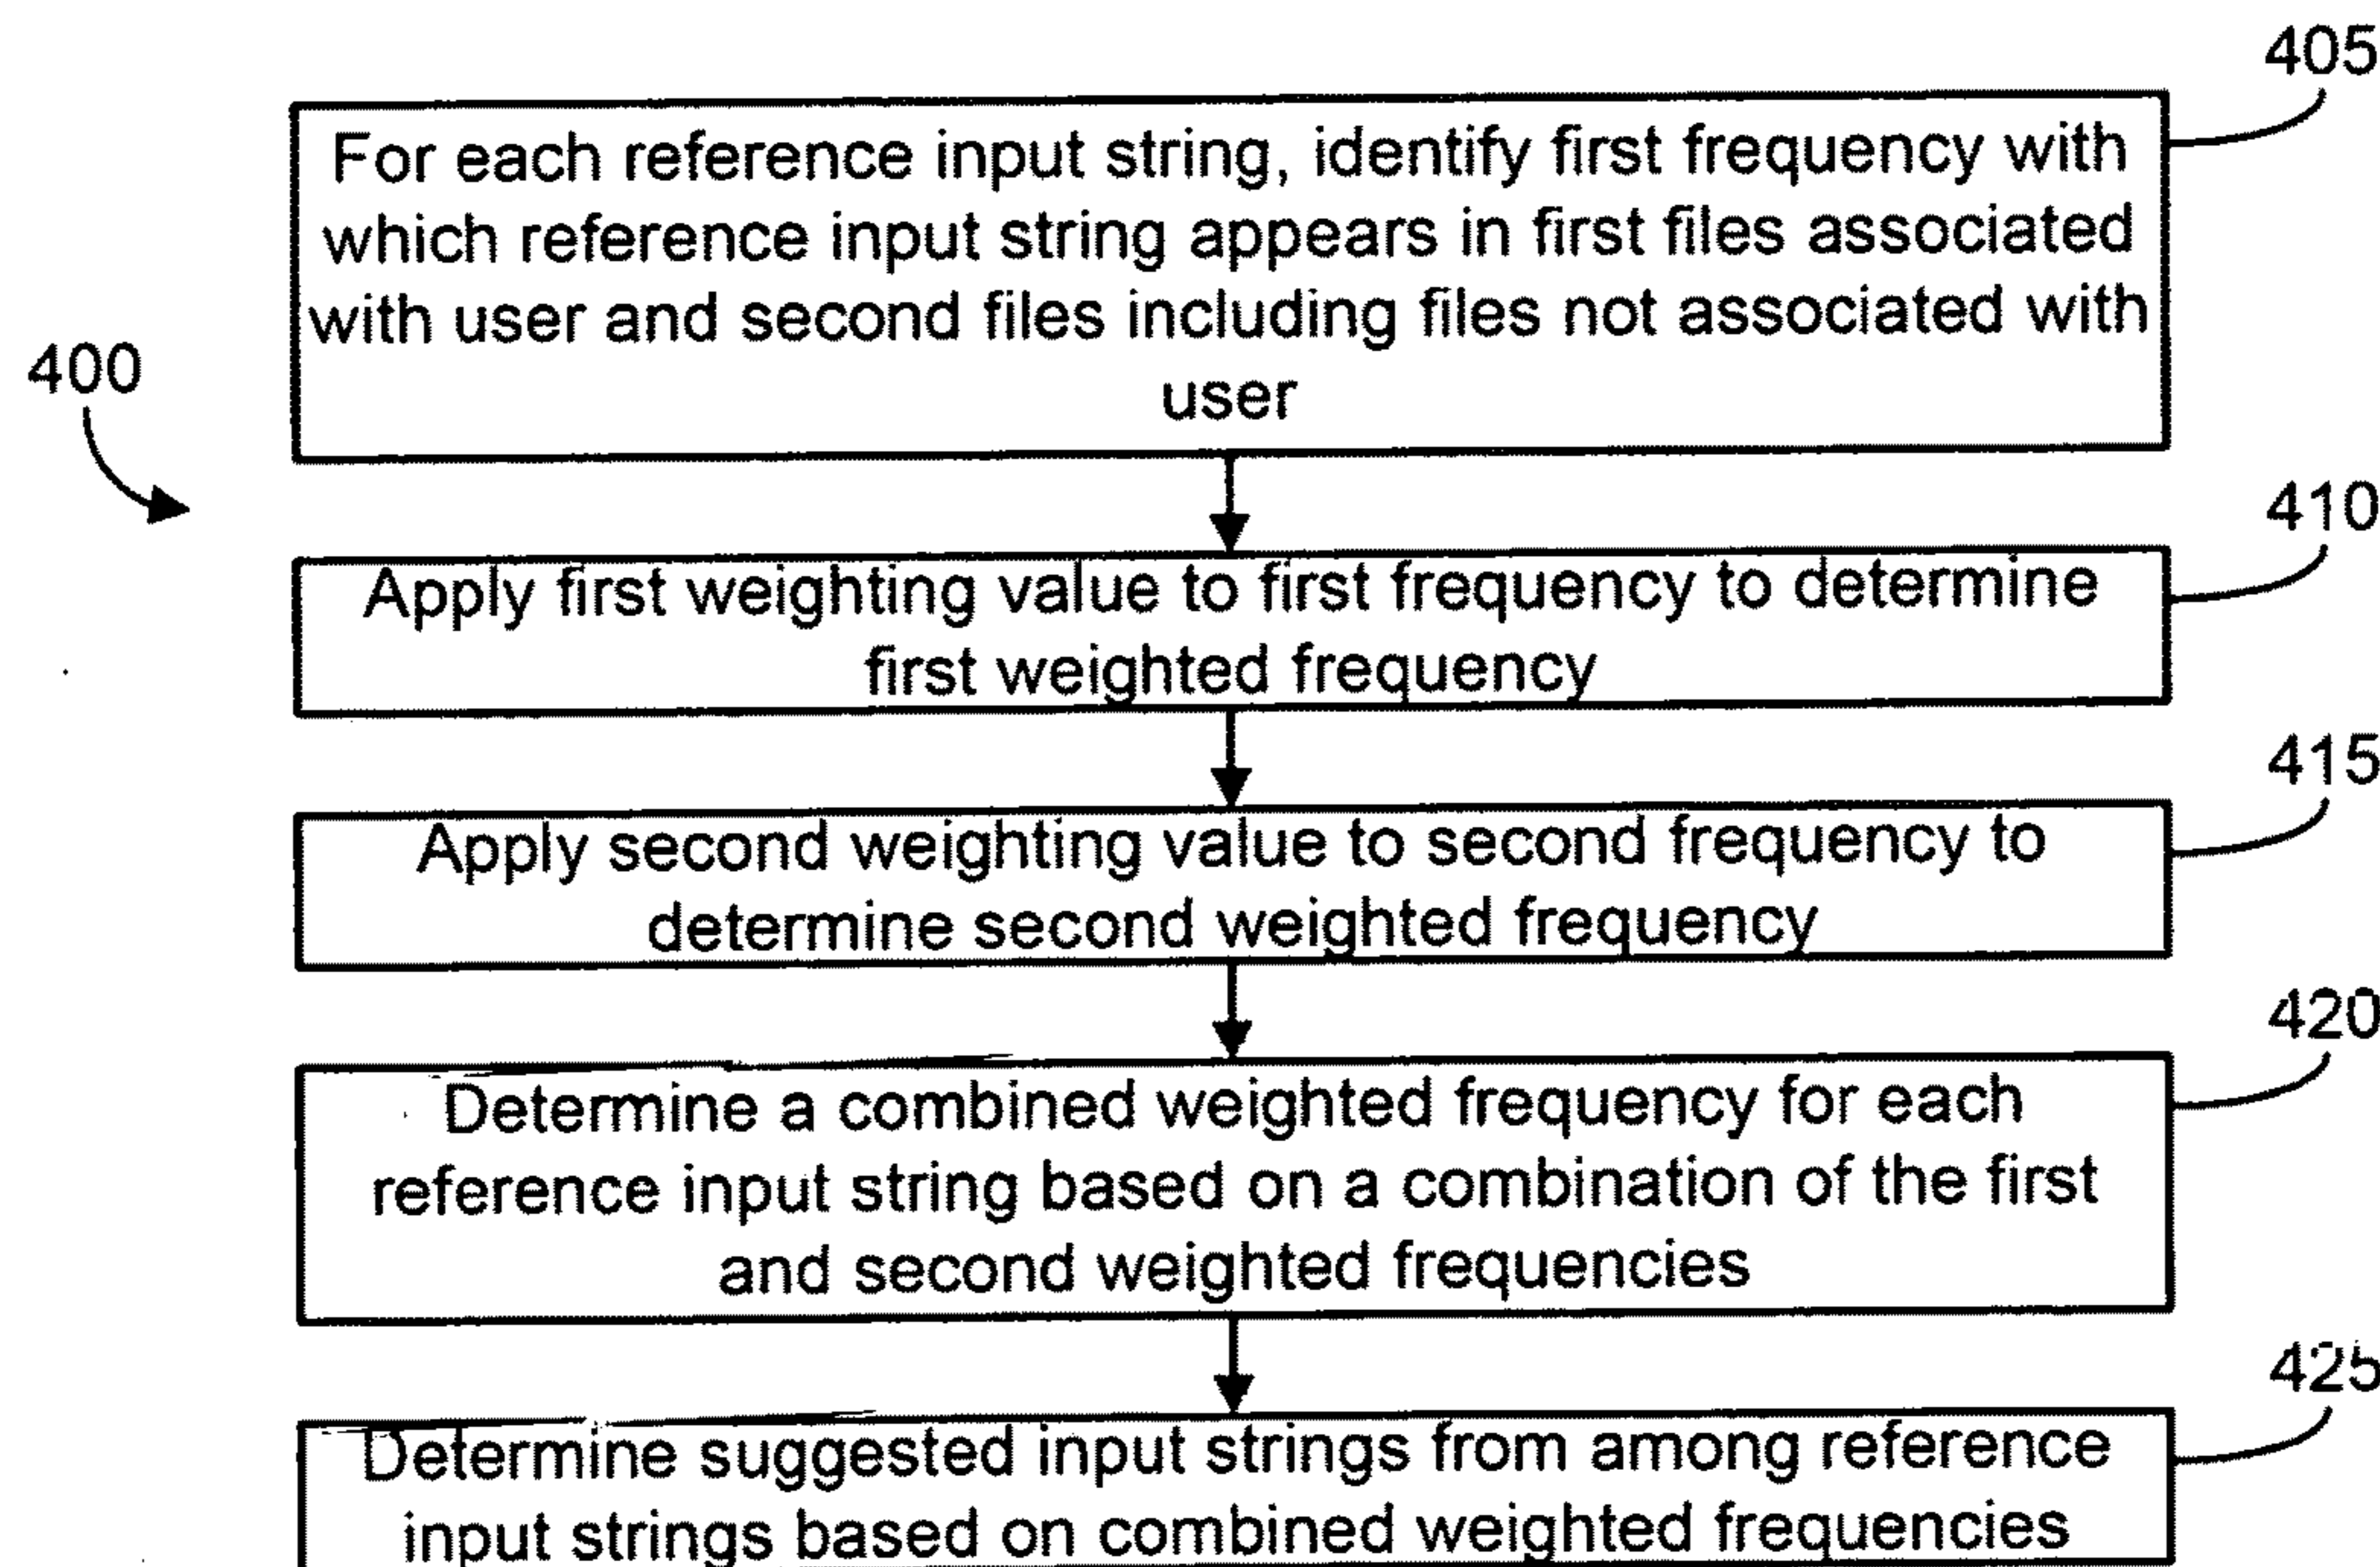 405
For each reference input string, identify first frequency with
which reference input string appears in first files associated
with user and second files including files not associated with
user
400
410
Apply first weighting value to first frequency to determine
first weighted frequency
415
Apply second weighting value to second frequency to
determine second weighted frequency
420
Determine a combined weighted frequency for each
reference input string based on a combination of the first
and second weighted frequencies
425
Determine suggested input strings from among reference
input strings based on combined weighted frequencies